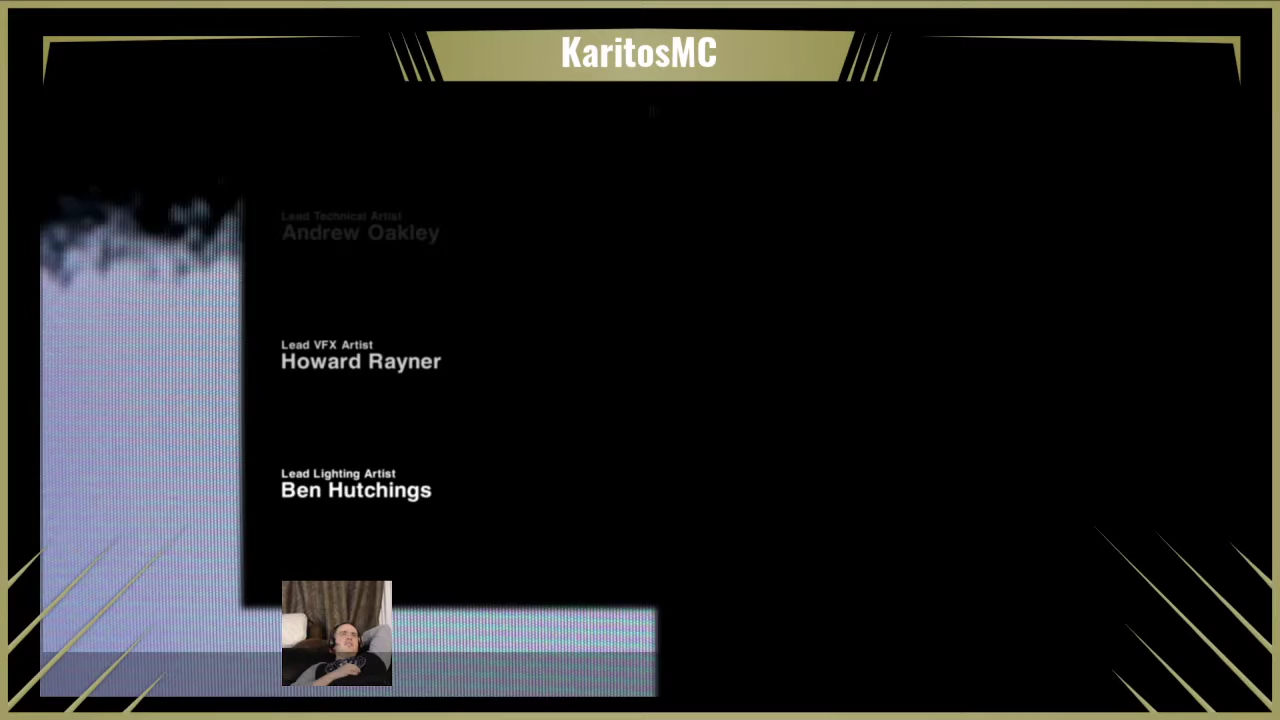 KaritosMC
Lead Technical Artist
Andrew Oakley
Lead VFX Artist
Howard Rayner
Lead Lighting Artist
Ben Hutchings